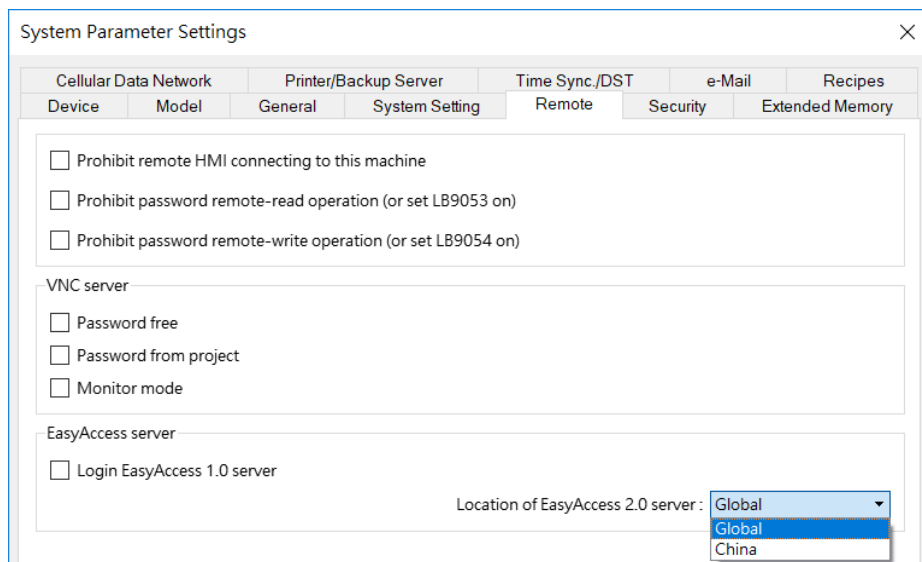 System Parameter Settings
Cellular Data Network Printer/Backup Server Time Sync./DST e-Mail Recipes
Device Model General System Setting Remote Security Extended Memory
Prohibit remote HMI connecting to this machine
Prohibit password remote-read operation (or set LB9053 on)
Prohibit password remote-write operation (or set LB9054 on)
VNC server
Password free
Password from project
Monitor mode
EasyAccess server
Login EasyAccess 1.0 server
Location of EasyAccess 2.0 server : Global
Global
China